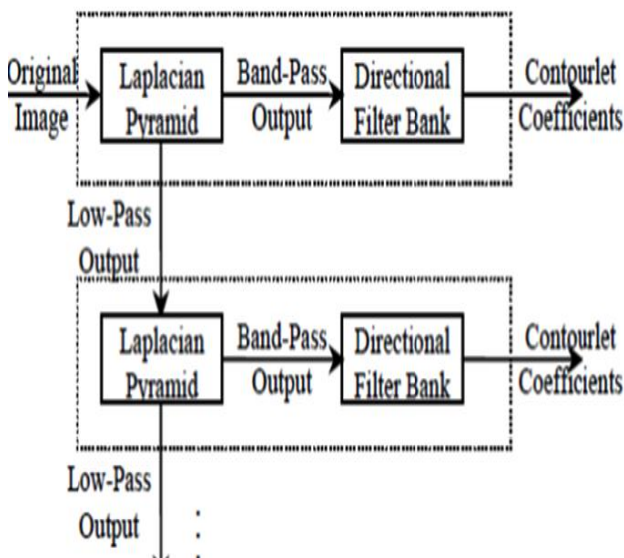 Original
Image
Laplacian
Pyramid
Band-Pass
Output
Directional
Filter Bank
Contourlet
Coefficients
Low-Pass
Output
Laplacian
Pyramid
Band-Pass
Output
Directional
Filter Bank
Contourlet
Coefficients
Low-Pass
Output